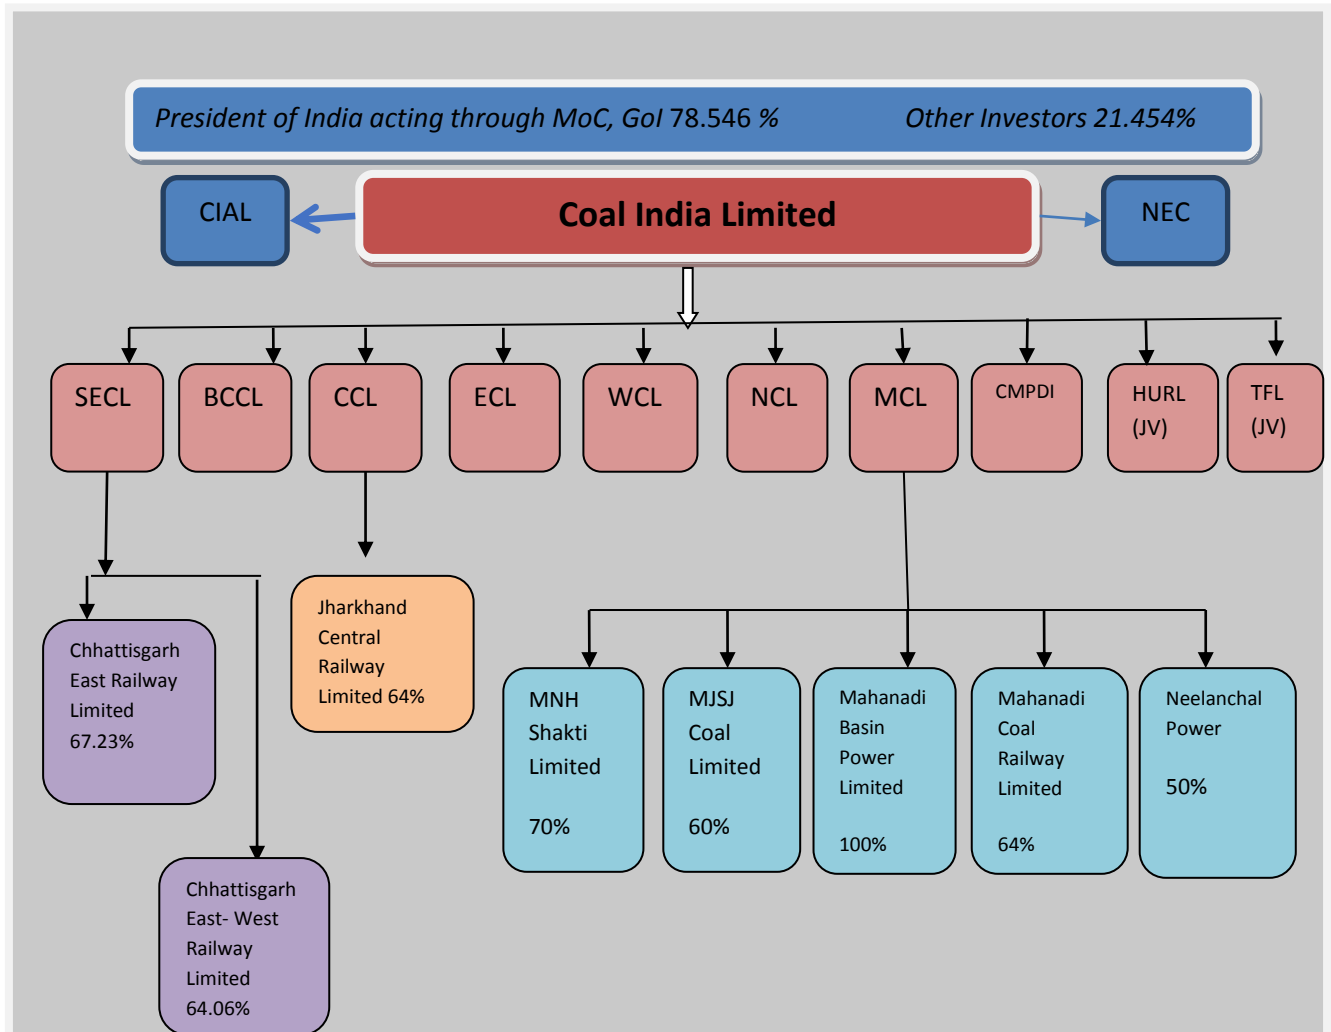 President of India acting through MoC, GoI 78.546 % Other Investors 21.454%
CIAL
Coal India Limited
NEC
SECL
BCCL
CCL
ECL
WCL
NCL
MCL
CMPDI
HURL
(JV)
TFL
(JV)
Chhattisgarh
East Railway
Limited
67.23%
Chhattisgarh
East- West
Railway
Limited
64.06%
Jharkhand
Central
Railway
Limited 64%
MNH
Shakti
Limited
70%
MJSJ
Coal
Limited
60%
Mahanadi
Basin
Power
Limited
100%
Mahanadi
Coal
Railway
Limited
64%
Neelanchal
Power
50%